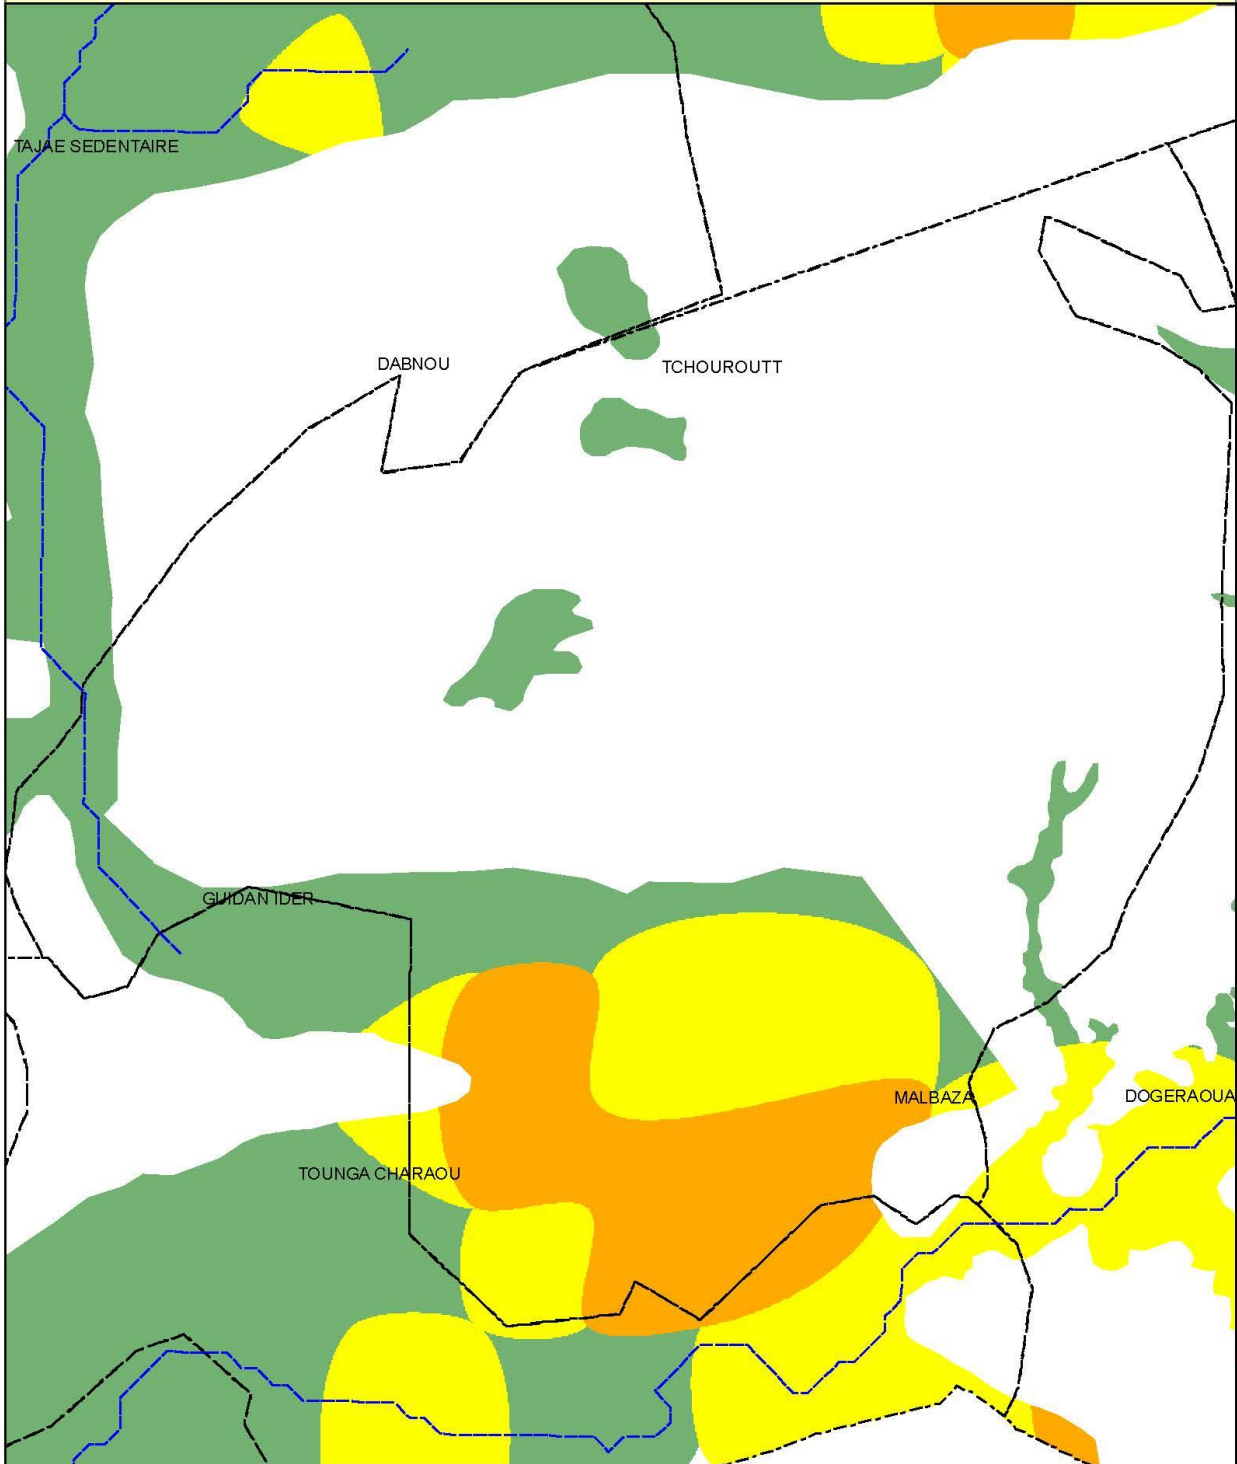 TAJAE SEDENTAIRE
DABNOU
TCHOUROUTT
GUIDAN IDER
MALBAZA
DOGERAOUA
TOUNGA CHARAOU